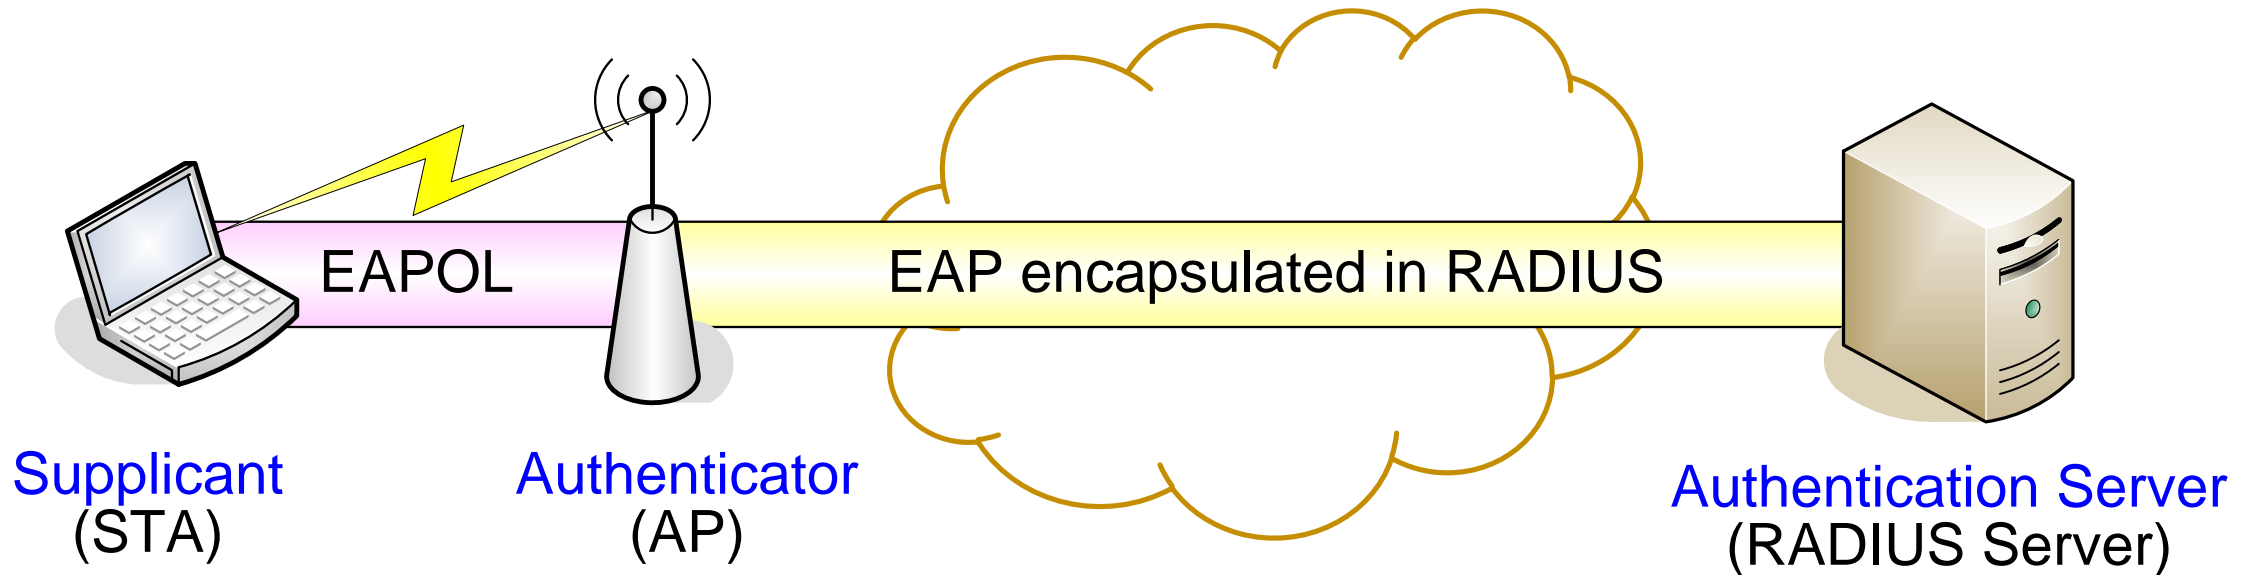 EAPOL
EAP encapsulated in RADIUS
Supplicant
(STA)
Authenticator
(AP)
Authentication Server
(RADIUS Server)